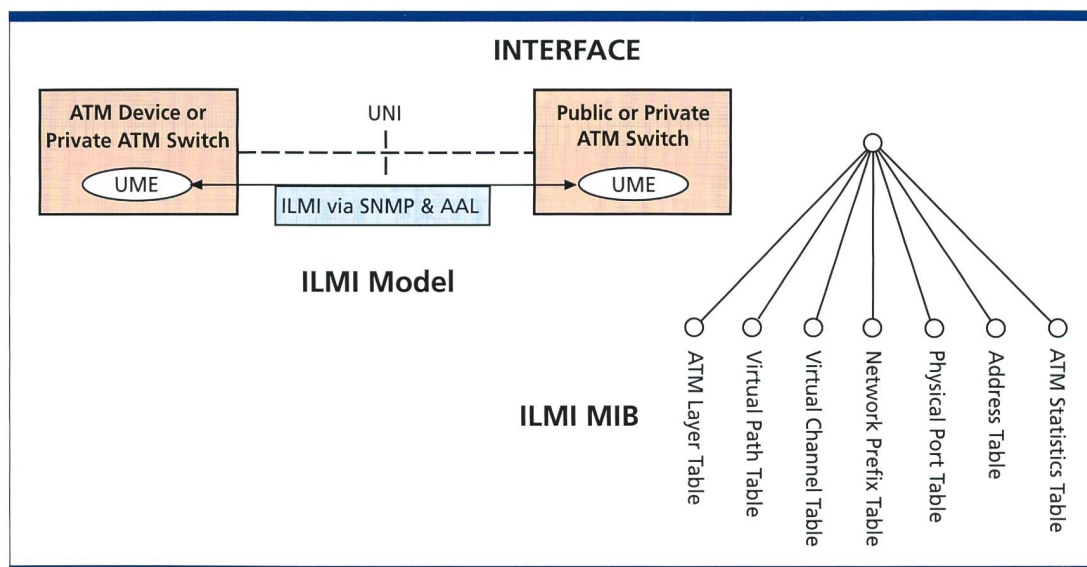 INTERFACE
ATM Device or
Private ATM Switch
UME
UNI
ILMI via SNMP & AAL
Public or Private
ATM Switch
UME
ILMI Model
ILMI MIB
ATM Layer Table
Virtual Path Table
Virtual Channel Table
Network Prefix Table
Physical Port Table
Address Table
ATM Statistics Table